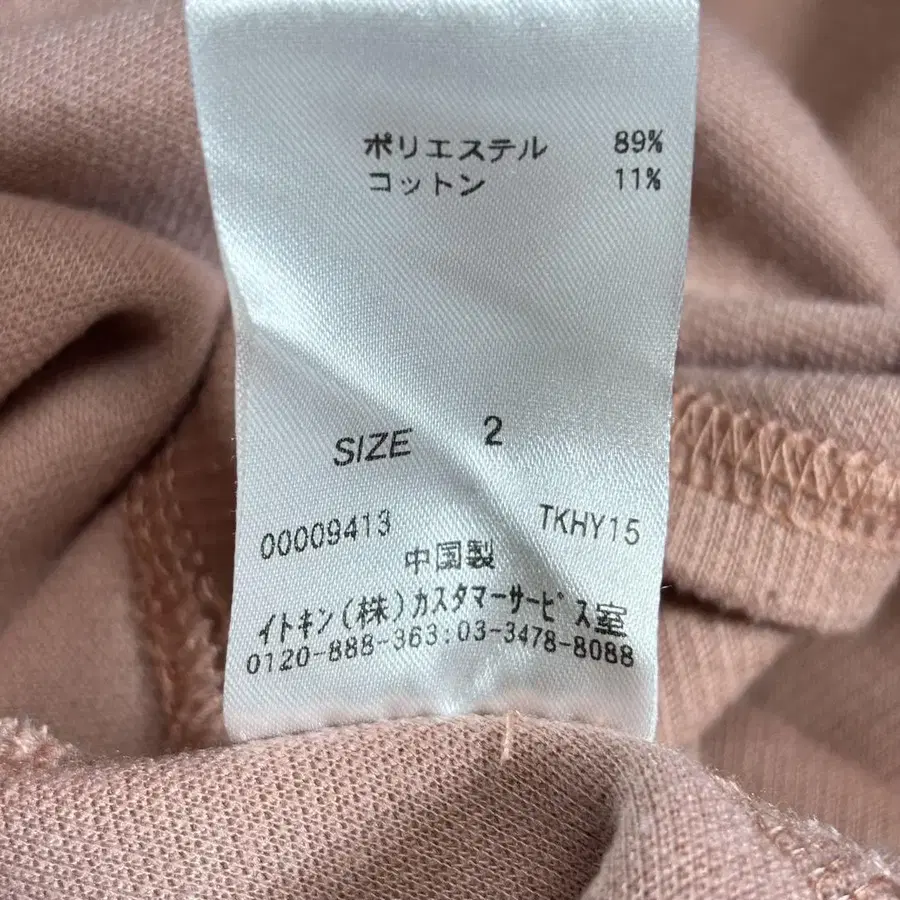 ポリエステル 89%
コットン 11%
SIZE 2
00009413 TKHY15
中国製
イトキン(株)カスタマーサービス室
0120-888-363:03-3478-8088